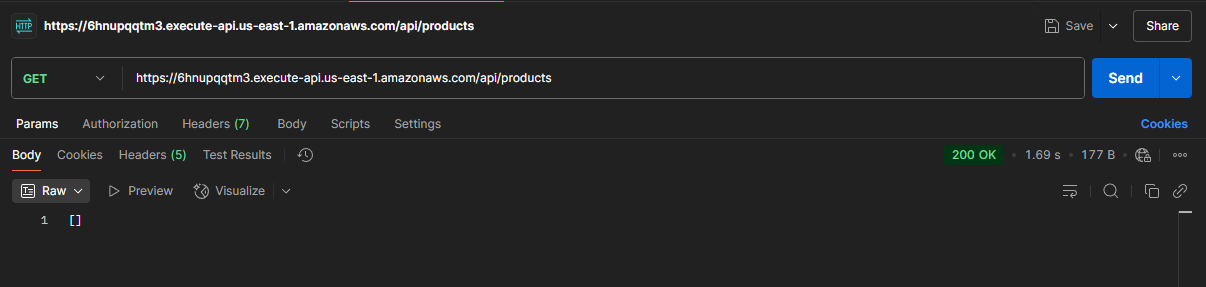 HTTP https://6hnupqqtm3.execute-api.us-east-1.amazonaws.com/api/products Save Share
GET https://6hnupqqtm3.execute-api.us-east-1.amazonaws.com/api/products Send
Params Authorization Headers (7) Body Scripts Settings Cookies
Body Cookies Headers (5) Test Results 200 OK • 1.69 s • 177 B
Raw Preview Visualize
1 []